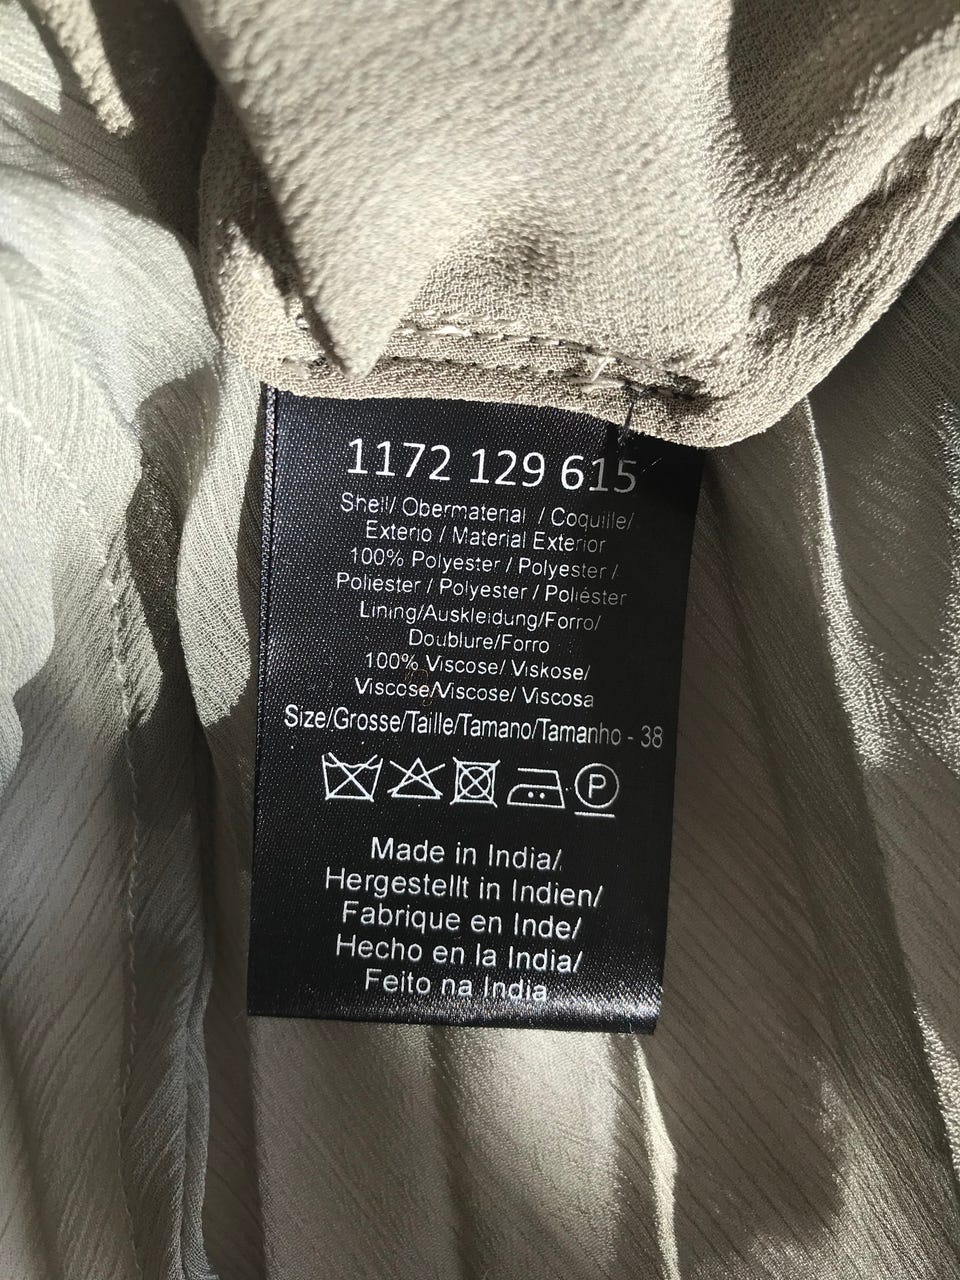 1172 129 615
Shell/ Obermaterial / Coquille/
Exterio / Material Exterior
100% Polyester / Polyester /
Poliéster / Polyester / Poliéster
Lining/Auskleidung/Forro/
Doublure/Forro
100% Viscose/ Viskose/
Viscose/Viscose/ Viscosa
Size/Grosse/Taille/Tamano/Tamanho - 38
P
Made in India/
Hergestellt in Indien/
Fabrique en Inde/
Hecho en la India/
Feito na India